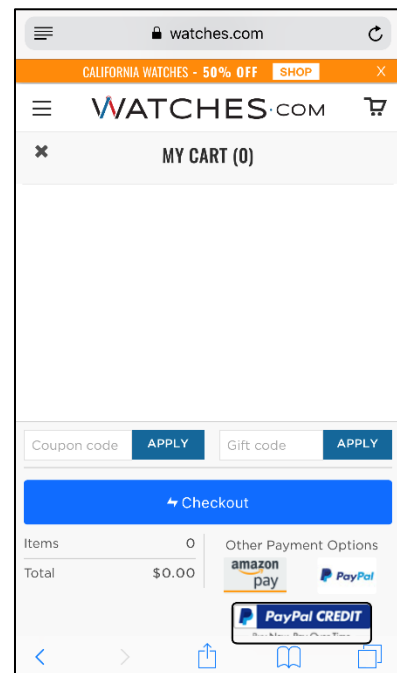 watches.com
CALIFORNIA WATCHES - 50% OFF SHOP X
WATCHES.COM
MY CART (0)
Coupon code APPLY Gift code APPLY
Checkout
Items 0 Other Payment Options
Total $0.00 amazon pay PayPal
PayPal CREDIT